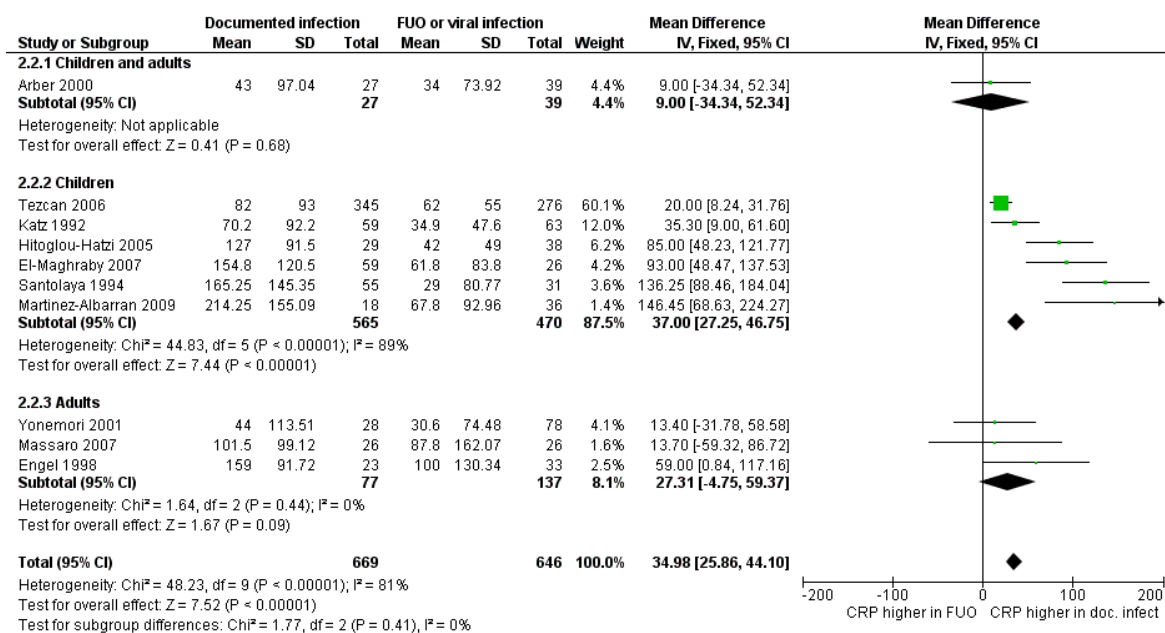 Documented infection FUO or viral infection Mean Difference Mean Difference
Study or Subgroup Mean SD Total Mean SD Total Weight IV, Fixed, 95% CI IV, Fixed, 95% CI
2.2.1 Children and adults
Arber 2000 43 97.04 27 34 73.92 39 4.4% 9.00 [-34.34, 52.34]
Subtotal (95% CI) 27 39 4.4% 9.00 [-34.34, 52.34]
Heterogeneity: Not applicable
Test for overall effect: Z = 0.41 (P = 0.68)
2.2.2 Children
Tezcan 2006 82 93 345 62 55 276 60.1% 20.00 [8.24, 31.76]
Katz 1992 70.2 92.2 59 34.9 47.6 63 12.0% 35.30 [9.00, 61.60]
Hitoglou-Hatzi 2005 127 91.5 29 42 49 38 6.2% 85.00 [48.23, 121.77]
El-Maghraby 2007 154.8 120.5 59 61.8 83.8 26 4.2% 93.00 [48.47, 137.53]
Santolaya 1994 165.25 145.35 55 29 80.77 31 3.6% 136.25 [88.46, 184.04]
Martinez-Albarran 2009 214.25 155.09 18 67.8 92.96 36 1.4% 146.45 [68.63, 224.27]
Subtotal (95% CI) 565 470 87.5% 37.00 [27.25, 46.75]
Heterogeneity: Chi² = 44.83, df = 5 (P < 0.00001); I² = 89%
Test for overall effect: Z = 7.44 (P < 0.00001)
2.2.3 Adults
Yonemori 2001 44 113.51 28 30.6 74.48 78 4.1% 13.40 [-31.78, 58.58]
Massaro 2007 101.5 99.12 26 87.8 162.07 26 1.6% 13.70 [-59.32, 86.72]
Engel 1998 159 91.72 23 100 130.34 33 2.5% 59.00 [0.84, 117.16]
Subtotal (95% CI) 77 137 8.1% 27.31 [-4.75, 59.37]
Heterogeneity: Chi² = 1.64, df = 2 (P = 0.44); I² = 0%
Test for overall effect: Z = 1.67 (P = 0.09)
Total (95% CI) 669 646 100.0% 34.98 [25.86, 44.10]
Heterogeneity: Chi² = 48.23, df = 9 (P < 0.00001); I² = 81%
Test for overall effect: Z = 7.52 (P < 0.00001)
Test for subgroup differences: Chi² = 1.77, df = 2 (P = 0.41), I² = 0%
-200 -100 0 100 200
CRP higher in FUO CRP higher in doc. infect